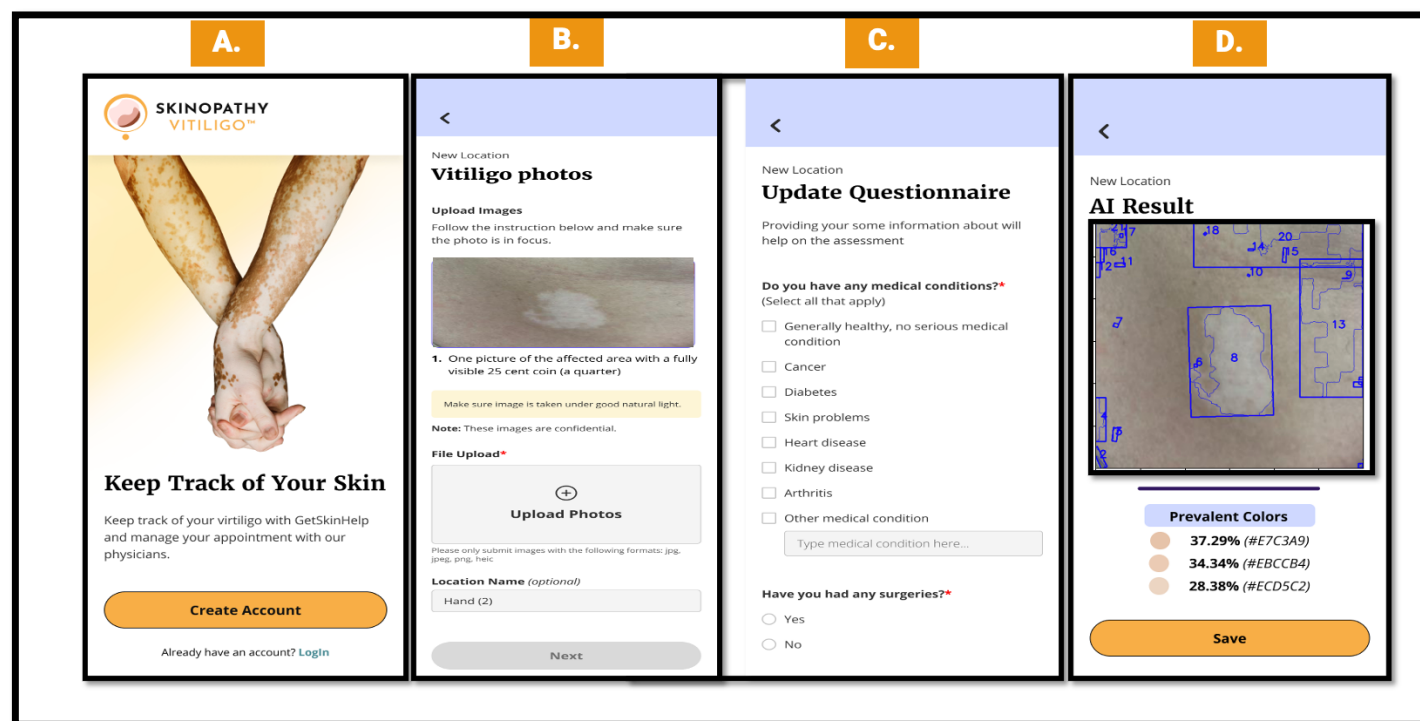 A.
SKINOPATHY
VITILIGO™
Keep Track of Your Skin
Keep track of your virtiligo with GetSkinHelp
and manage your appointment with our
physicians.
Create Account
Already have an account? LogIn
B.
<
New Location
Vitiligo photos
Upload Images
Follow the instruction below and make sure
the photo is in focus.
1. One picture of the affected area with a fully
visible 25 cent coin (a quarter)
Make sure image is taken under good natural light.
Note: These images are confidential.
File Upload*
Upload Photos
Please only submit images with the following formats: jpg,
jpeg, png, heic
Location Name (optional)
Hand (2)
Next
C.
<
New Location
Update Questionnaire
Providing your some information about will
help on the assessment
Do you have any medical conditions?*
(Select all that apply)
Generally healthy, no serious medical
condition
Cancer
Diabetes
Skin problems
Heart disease
Kidney disease
Arthritis
Other medical condition
Type medical condition here...
Have you had any surgeries?*
Yes
No
D.
<
New Location
AI Result
18
20
14
15
16
12
11
10
9
7
13
8
6
4
2
Prevalent Colors
37.29% (#E7C3A9)
34.34% (#EBCCB4)
28.38% (#ECD5C2)
Save